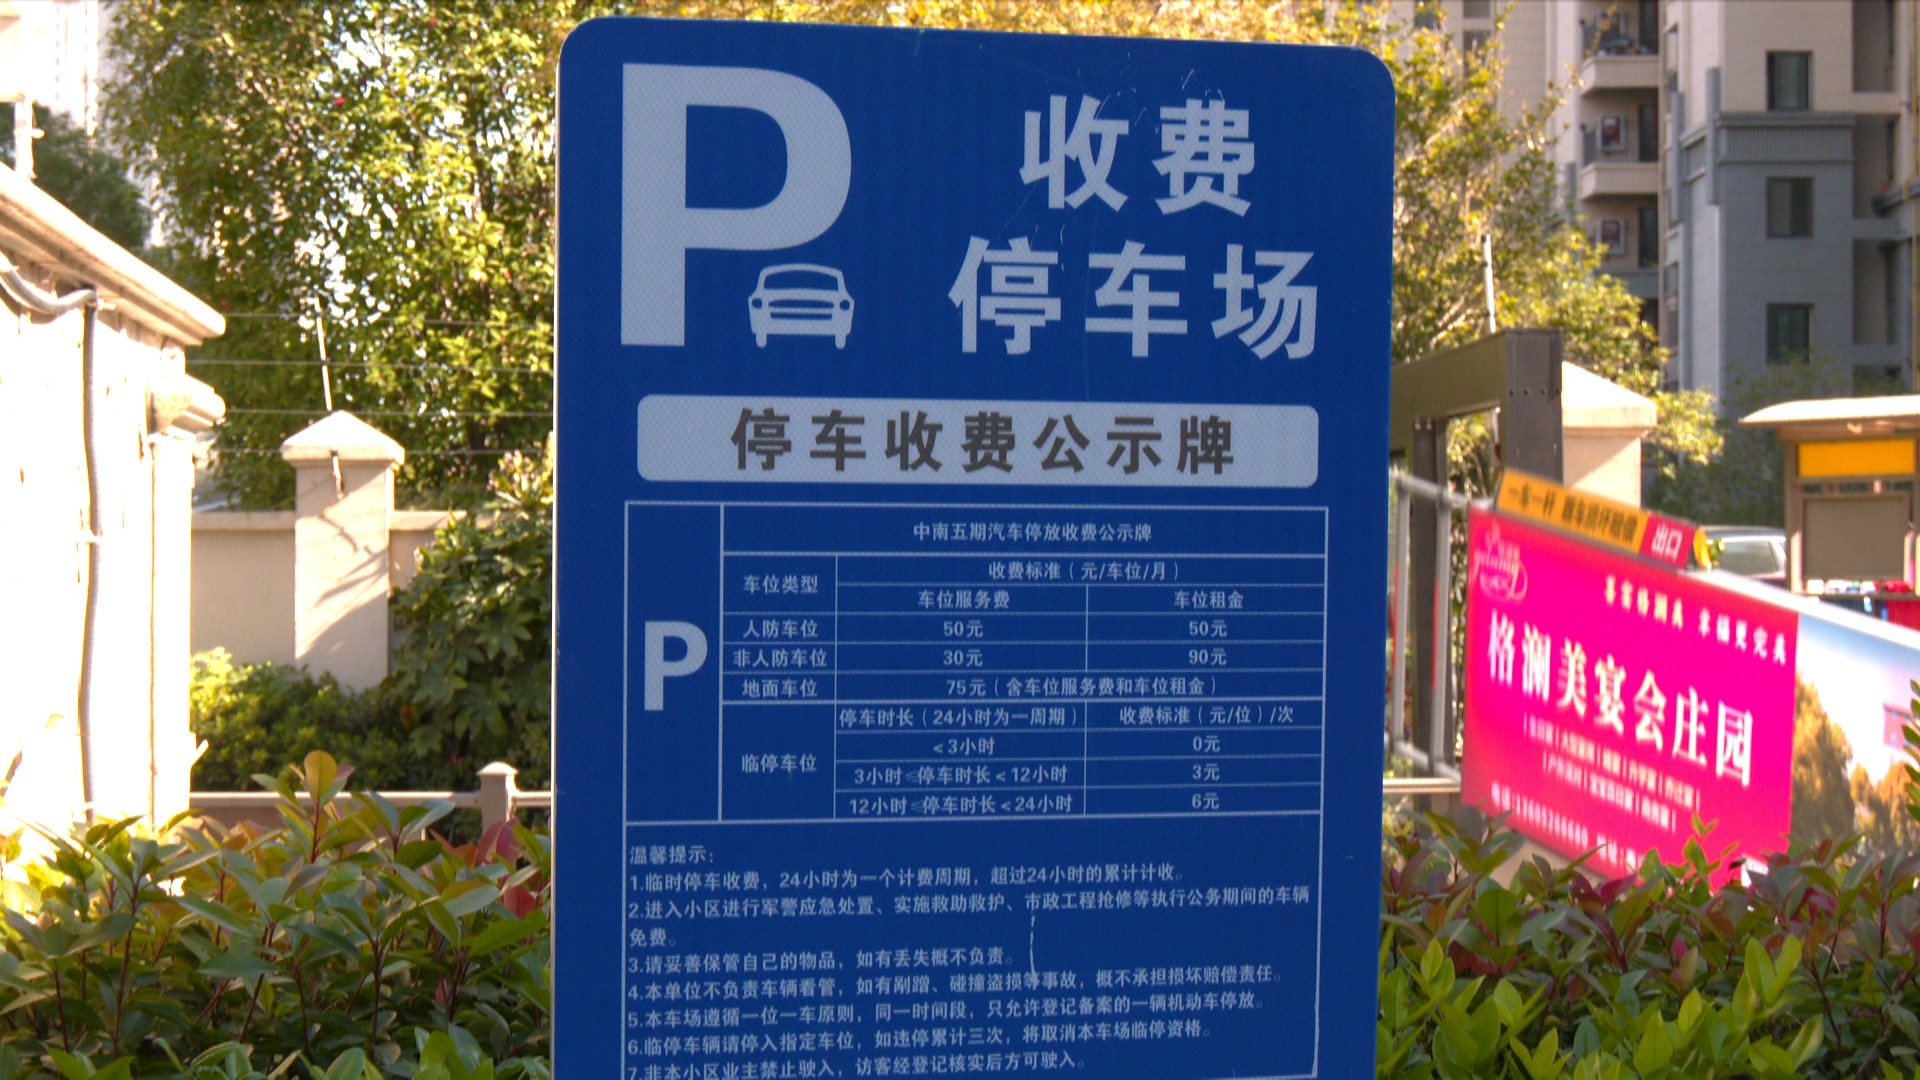 P
收费
停车场
停车收费公示牌
P
中南五期汽车停放收费公示牌
车位类型
收费标准（元/车位/月）
车位服务费 车位租金
人防车位 50元 50元
非人防车位 30元 90元
地面车位 75元（含车位服务费和车位租金）
临停车位
停车时长（24小时为一周期） 收费标准（元/位）/次
<3小时 0元
3小时≤停车时长<12小时 3元
12小时≤停车时长<24小时 6元
温馨提示：
1.临时停车收费，24小时为一个计费周期，超过24小时的累计计收。
2.进入小区进行军警应急处置、实施救助救护、市政工程抢修等执行公务期间的车辆
免费。
3.请妥善保管自己的物品，如有丢失概不负责。
4.本单位不负责车辆看管，如有剐蹭、碰撞盗损等事故，概不承担损坏赔偿责任。
5.本车场遵循一位一车原则，同一时间段，只允许登记备案的一辆机动车停放。
6.临停车辆请停入指定车位，如违停累计三次，将取消本车场临停资格。
7.非本小区业主禁止驶入，访客经登记核实后方可驶入。
一车一杆
出口
幸福更完美
格澜美宴会庄园